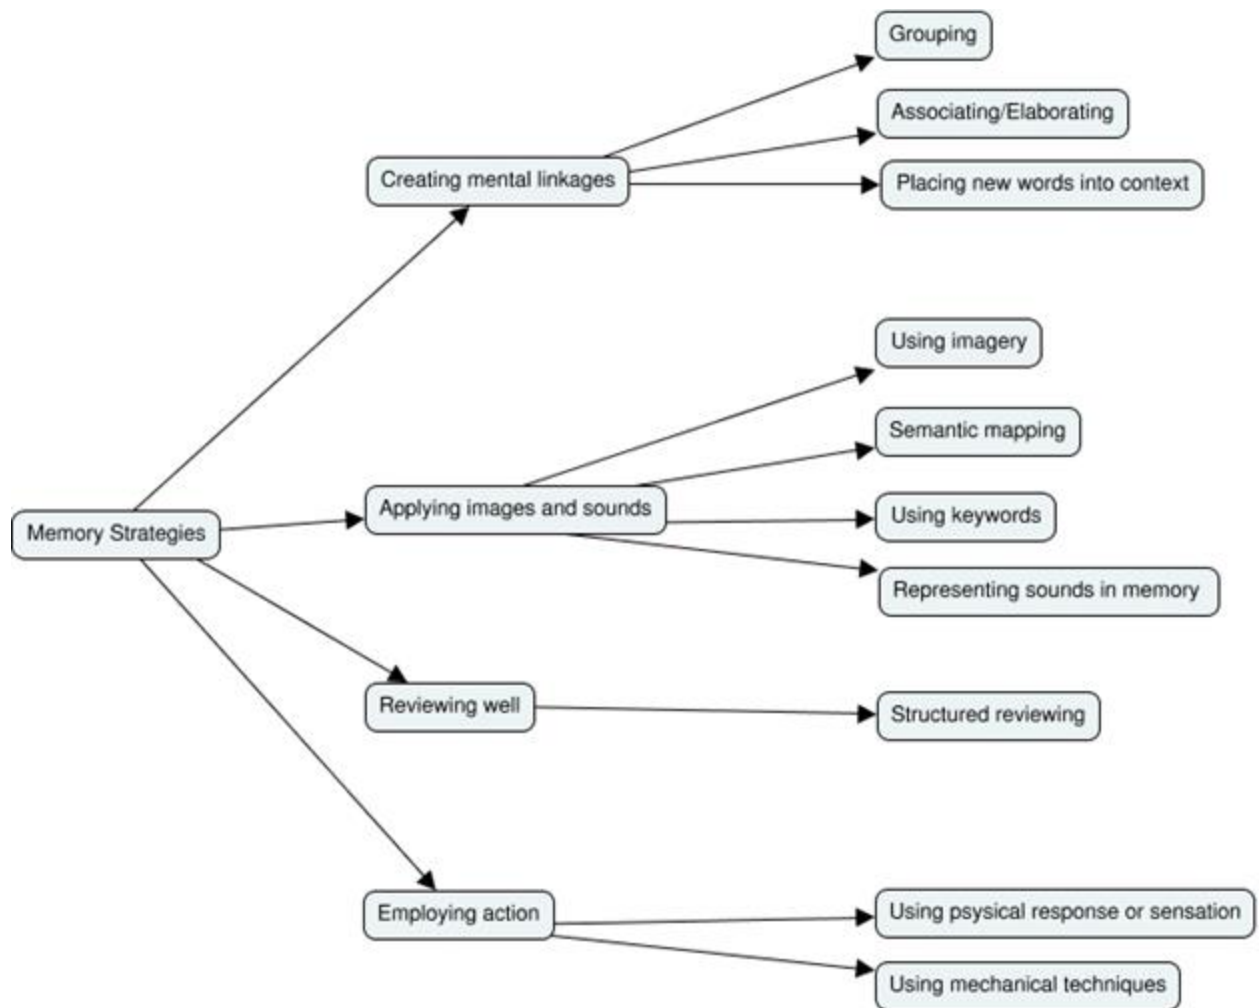 Grouping
Associating/Elaborating
Creating mental linkages
Placing new words into context
Using imagery
Semantic mapping
Applying images and sounds
Using keywords
Memory Strategies
Representing sounds in memory
Reviewing well
Structured reviewing
Employing action
Using psysical response or sensation
Using mechanical techniques